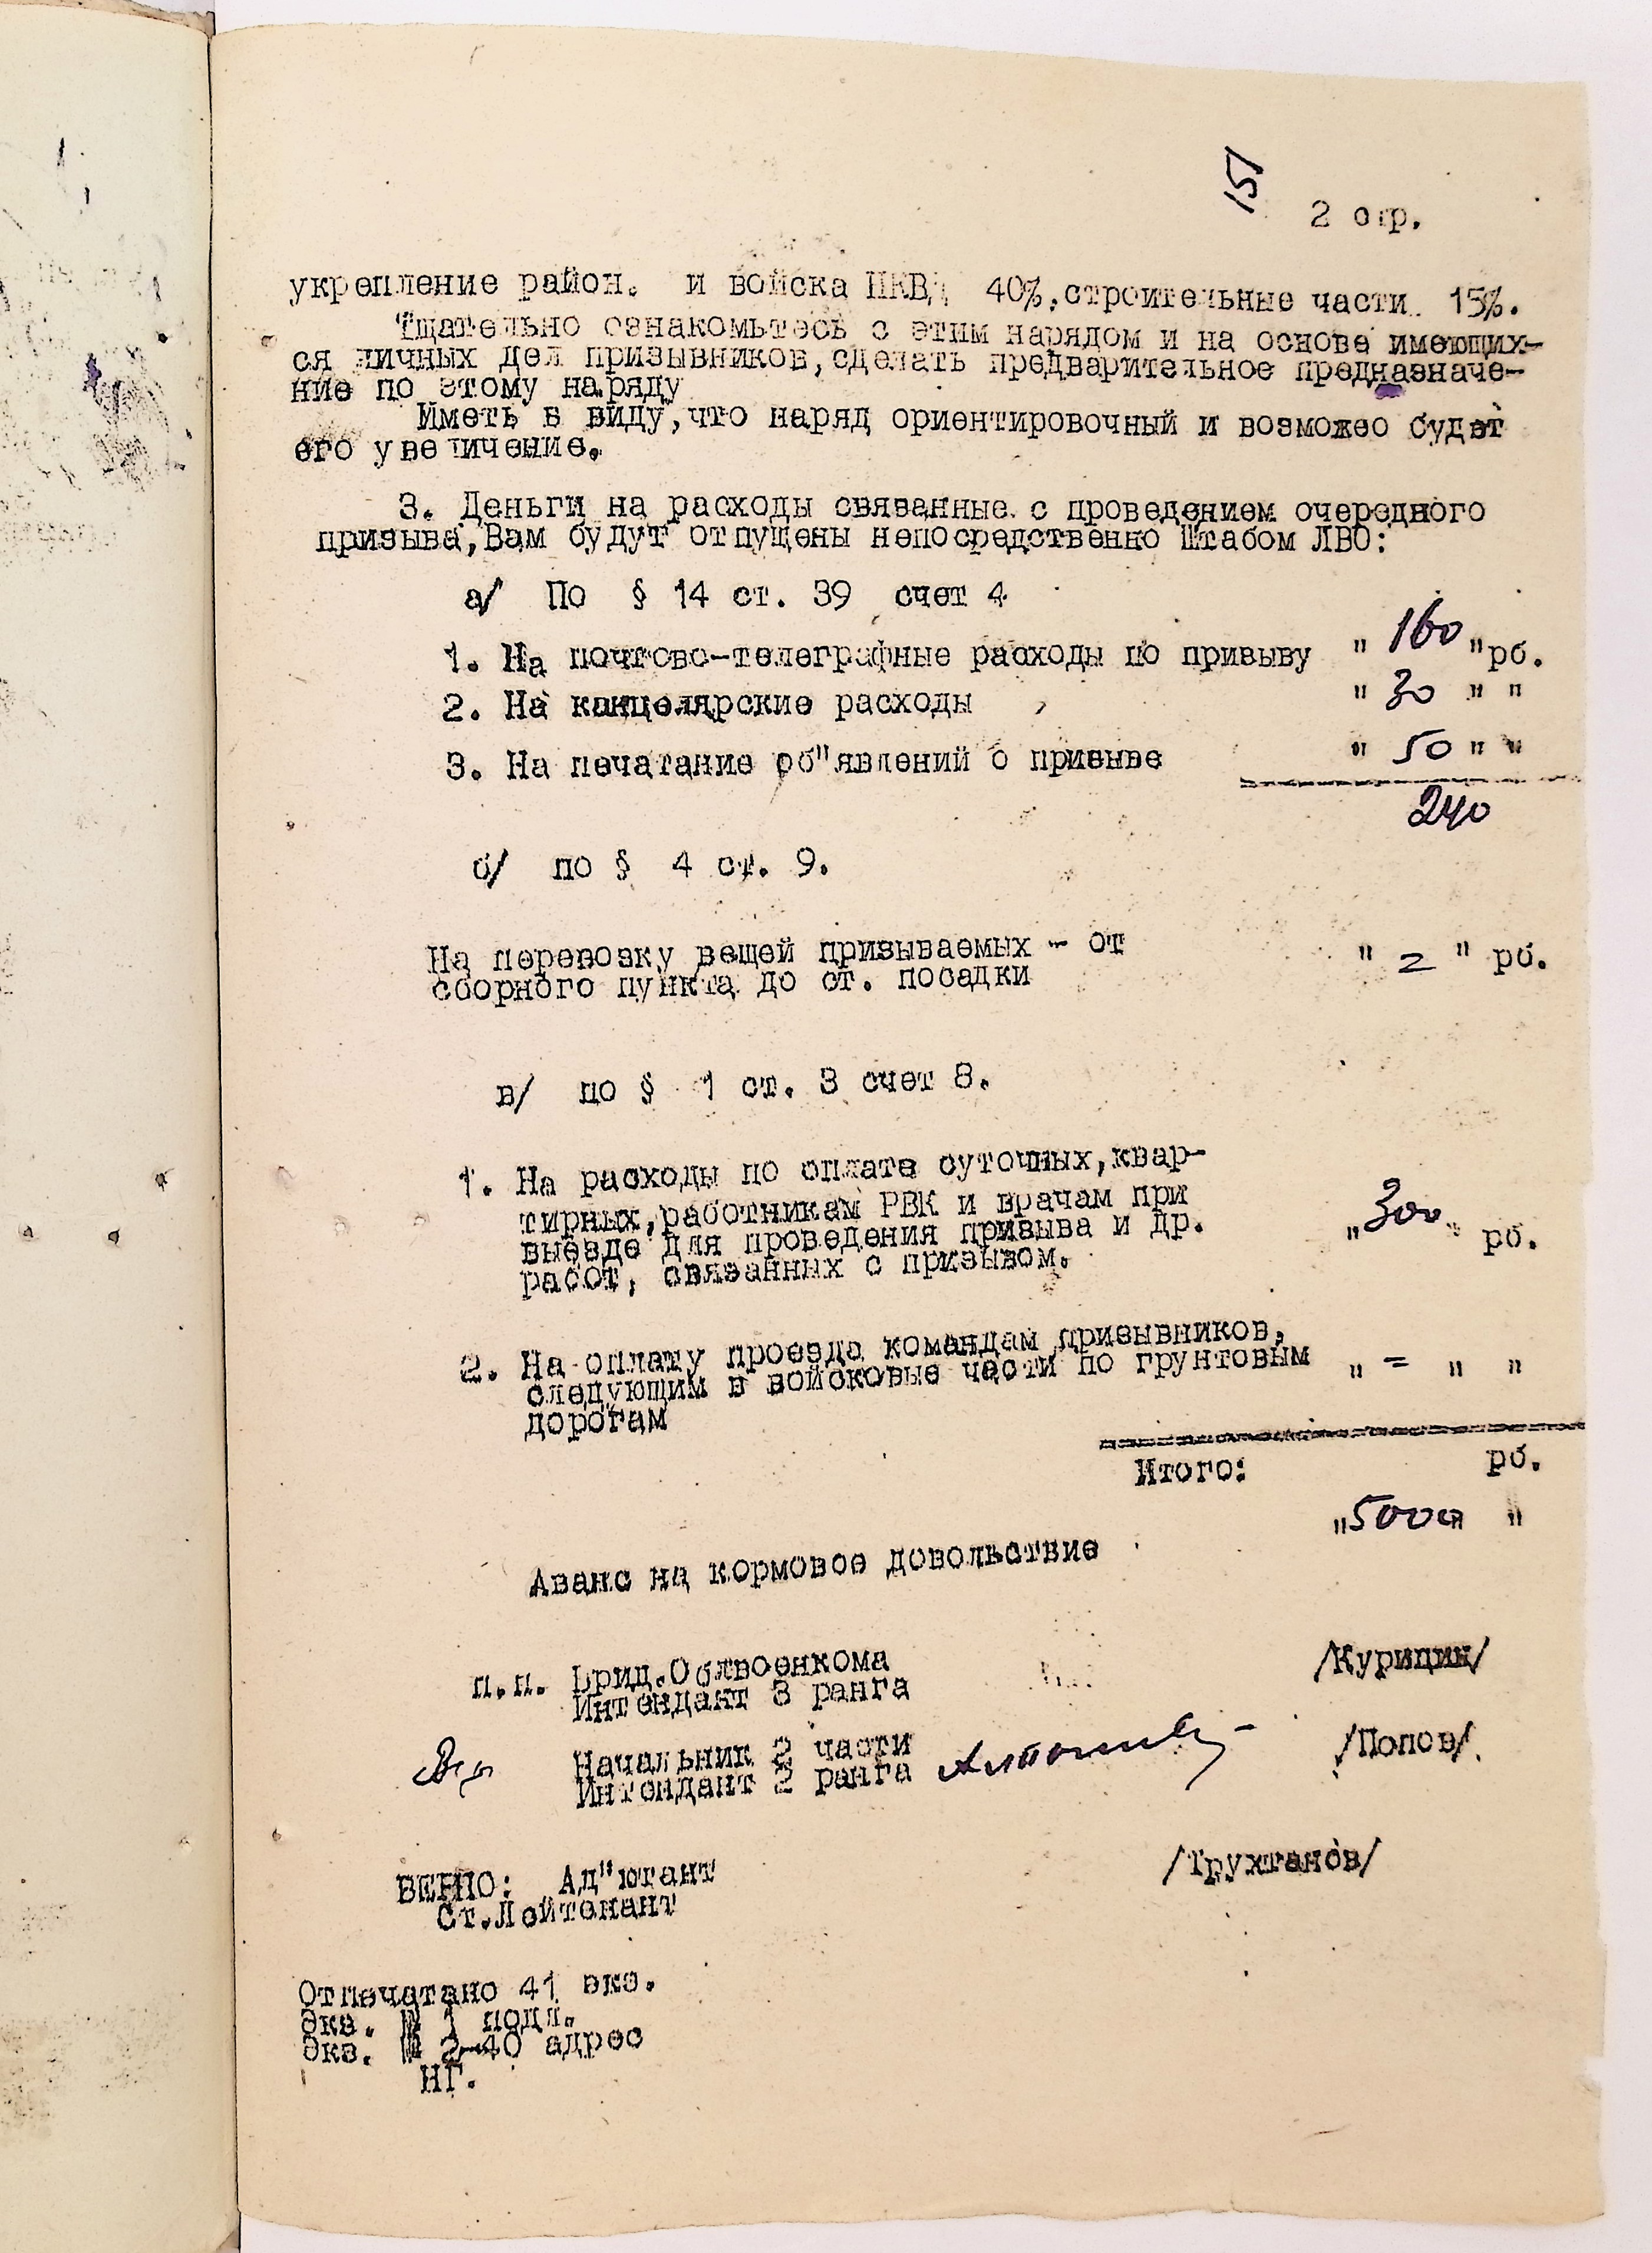 2 стр.
укрепление район. и войска НКВД 40%, строительные части 15%.
Тщательно ознакомьтесь с этим нарядом и на основе имеющих-
ся личных дел призывников, сделать предварительное предназначе-
ние по этому наряду
Иметь в виду, что наряд ориентировочный и возможно будет
его увеличение.
3. Деньги на расходы связанные с проведением очередного
призыва, Вам будут отпущены непосредственно Штабом ЛВО:
а/ По § 14 ст. 39 счет 4
1. На почтово-телеграфные расходы по призыву " 160 " рб.
2. На канцелярские расходы " 30 " "
3. На печатание об"явлений о призыве " 50 " "
240
б/ по § 4 ст. 9.
На перевозку вещей призываемых - от " = " рб.
сборного пункта до ст. посадки
в/ по § 1 ст. 3 счет 8.
1. На расходы по оплате суточных, квар-
тирных, работникам РВК и врачам при
выезде для проведения призыва и др. " 300 " рб.
работ, связанных с призывом.
2. На оплату проезда командам призывников,
следующим в войсковые части по грунтовым " = " "
дорогам
Итого: рб.
"5000" "
Аванс на кормовое довольствие
п.п. Врид. Облвоенкома /Курицин/
Интендант 3 ранга
Начальник 2 части /Попов/
Интендант 2 ранга
ВЕРНО: Ад"ютант /Трухтанов/
Ст. Лейтенант
Отпечатано 41 экз.
Экз. № 1 подл.
Экз. № 2-40 адрес
НГ.